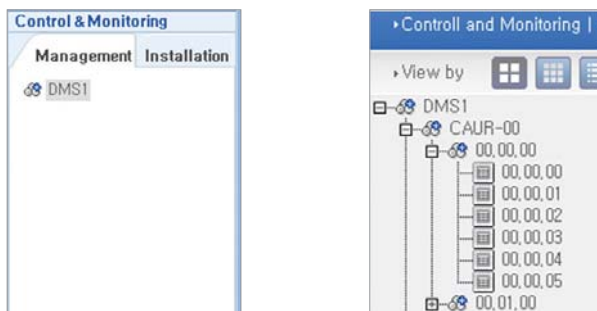 Control & Monitoring
Management Installation
DMS1
Controll and Monitoring |
View by
DMS1
CAUR-00
00,00,00
00,00,00
00,00,01
00,00,02
00,00,03
00,00,04
00,00,05
00,01,00